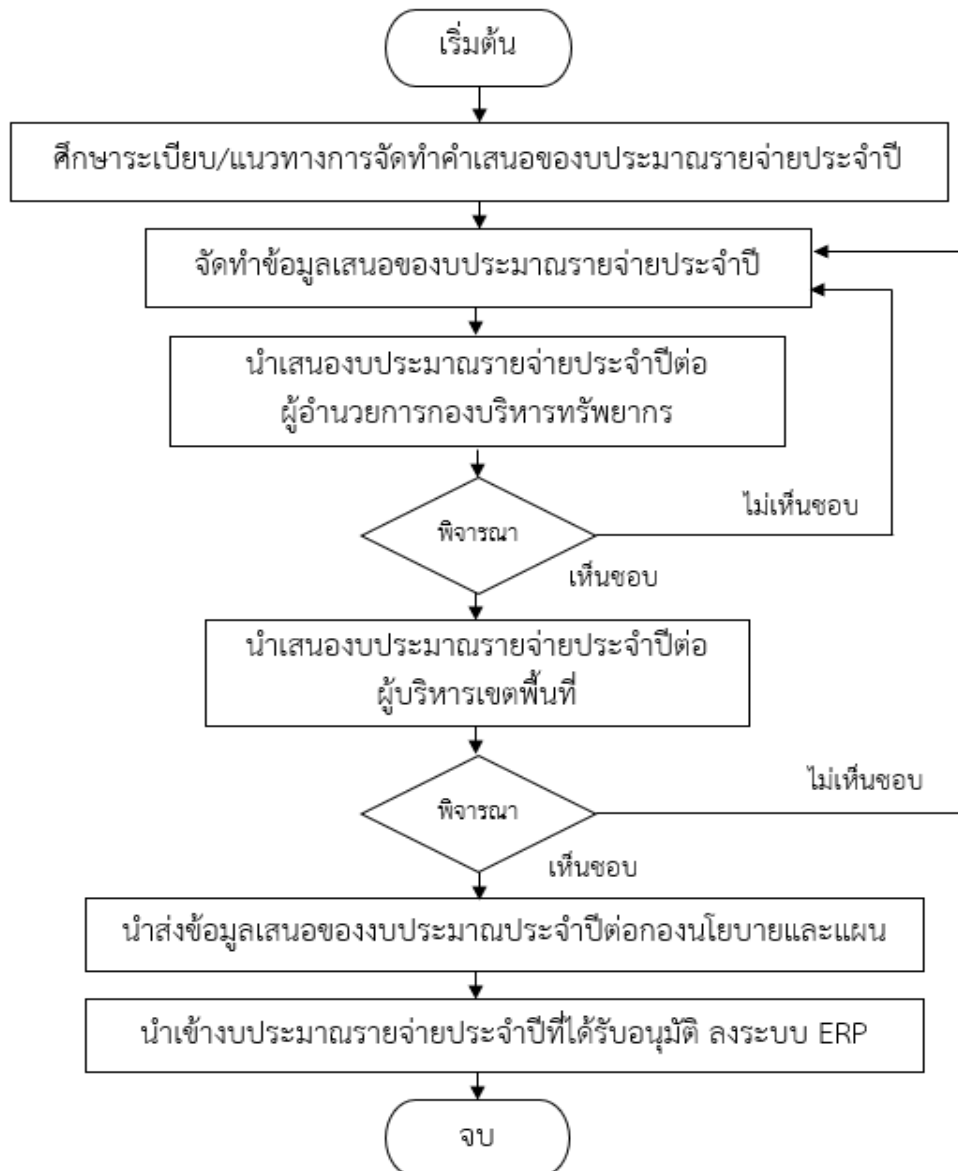 เริ่มต้น
ศึกษาระเบียบ/แนวทางการจัดทำคำเสนอของบประมาณรายจ่ายประจำปี
จัดทำข้อมูลเสนอของบประมาณรายจ่ายประจำปี
นำเสนองบประมาณรายจ่ายประจำปีต่อ
ผู้อำนวยการกองบริหารทรัพยากร
พิจารณา
ไม่เห็นชอบ
เห็นชอบ
นำเสนองบประมาณรายจ่ายประจำปีต่อ
ผู้บริหารเขตพื้นที่
พิจารณา
ไม่เห็นชอบ
เห็นชอบ
นำส่งข้อมูลเสนอของงบประมาณประจำปีต่อกองนโยบายและแผน
นำเข้างบประมาณรายจ่ายประจำปีที่ได้รับอนุมัติ ลงระบบ ERP
จบ